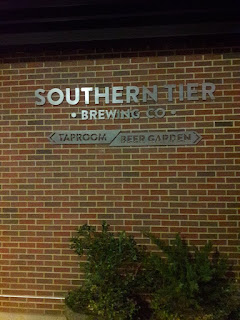 SOUTHERN TIER
• BREWING CO •
TAPROOM / BEER GARDEN